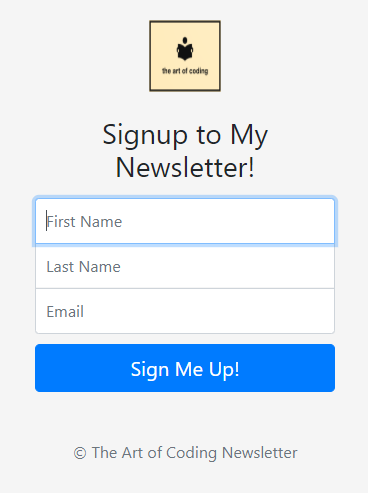 the art of coding
Signup to My
Newsletter!
First Name
Last Name
Email
Sign Me Up!
© The Art of Coding Newsletter